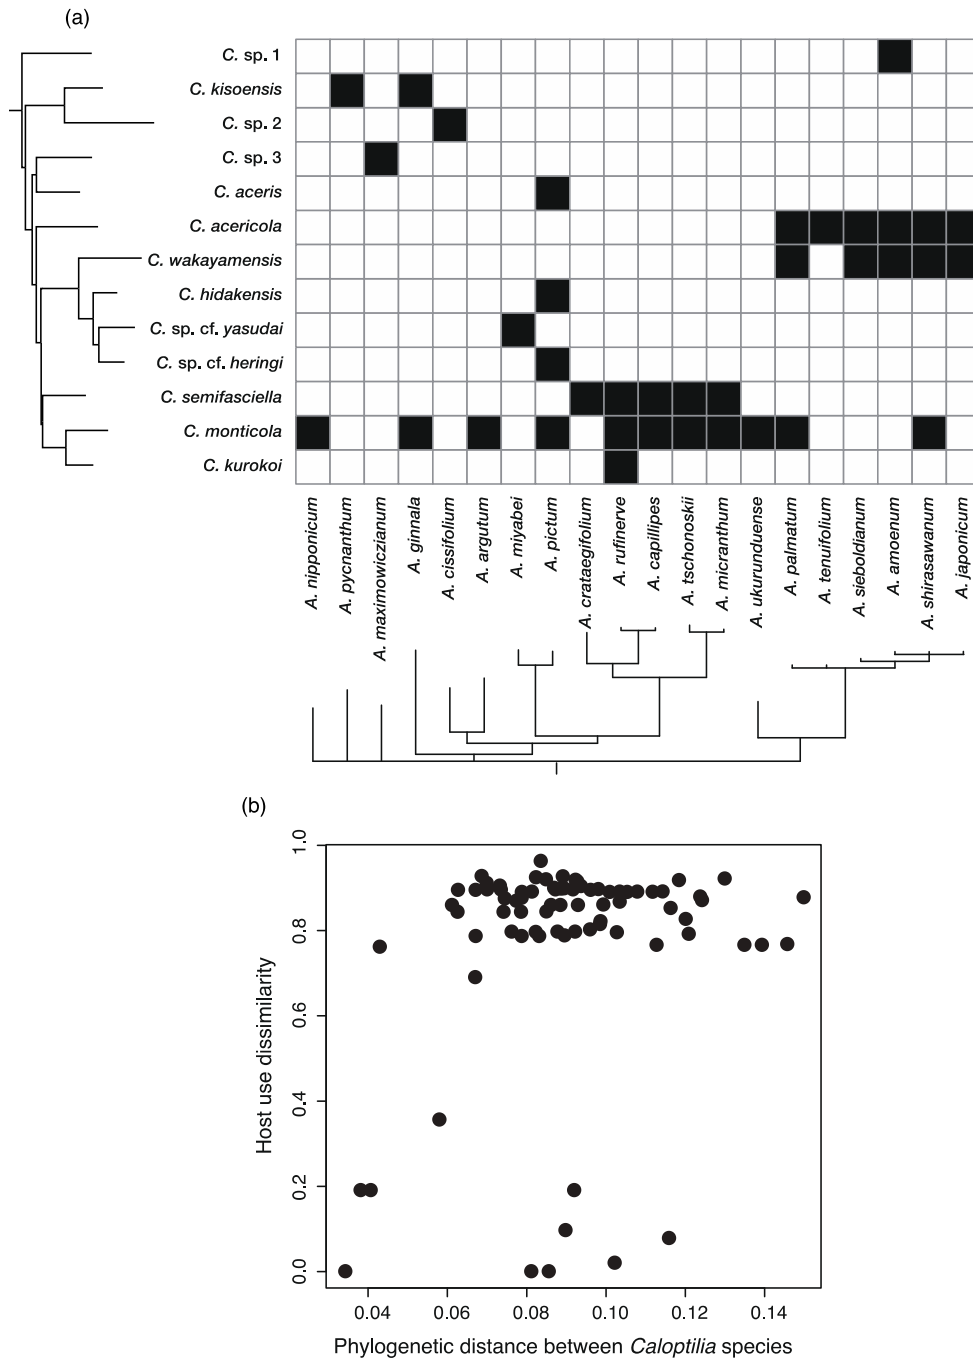 (a)
C. sp. 1
C. kisoensis
C. sp. 2
C. sp. 3
C. aceris
C. acericola
C. wakayamensis
C. hidakensis
C. sp. cf. yasudai
C. sp. cf. heringi
C. semifasciella
C. monticola
C. kurokoi
A. nipponicum
A. pycnanthum
A. maximowiczianum
A. ginnala
A. cissifolium
A. argutum
A. miyabei
A. pictum
A. crataegifolium
A. rufinerve
A. capillipes
A. tschonoskii
A. micranthum
A. ukurunduense
A. palmatum
A. tenuifolium
A. sieboldianum
A. amoenum
A. shirasawanum
A. japonicum
(b)
Host use dissimilarity
1.0
0.8
0.6
0.4
0.2
0.0
0.04 0.06 0.08 0.10 0.12 0.14
Phylogenetic distance between Caloptilia species